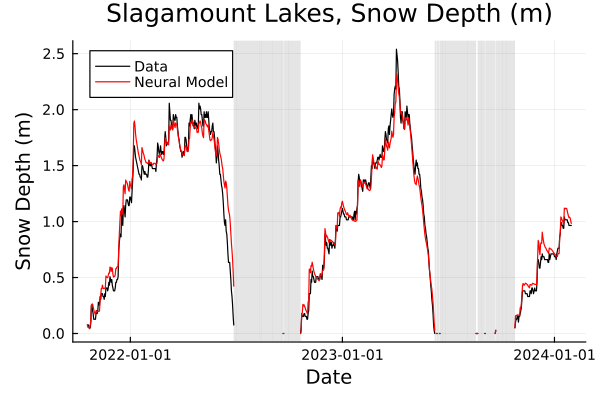 Slagamount Lakes, Snow Depth (m)
Data
Neural Model
Snow Depth (m)
2.5
2.0
1.5
1.0
0.5
0.0
2022-01-01
2023-01-01
2024-01-01
Date